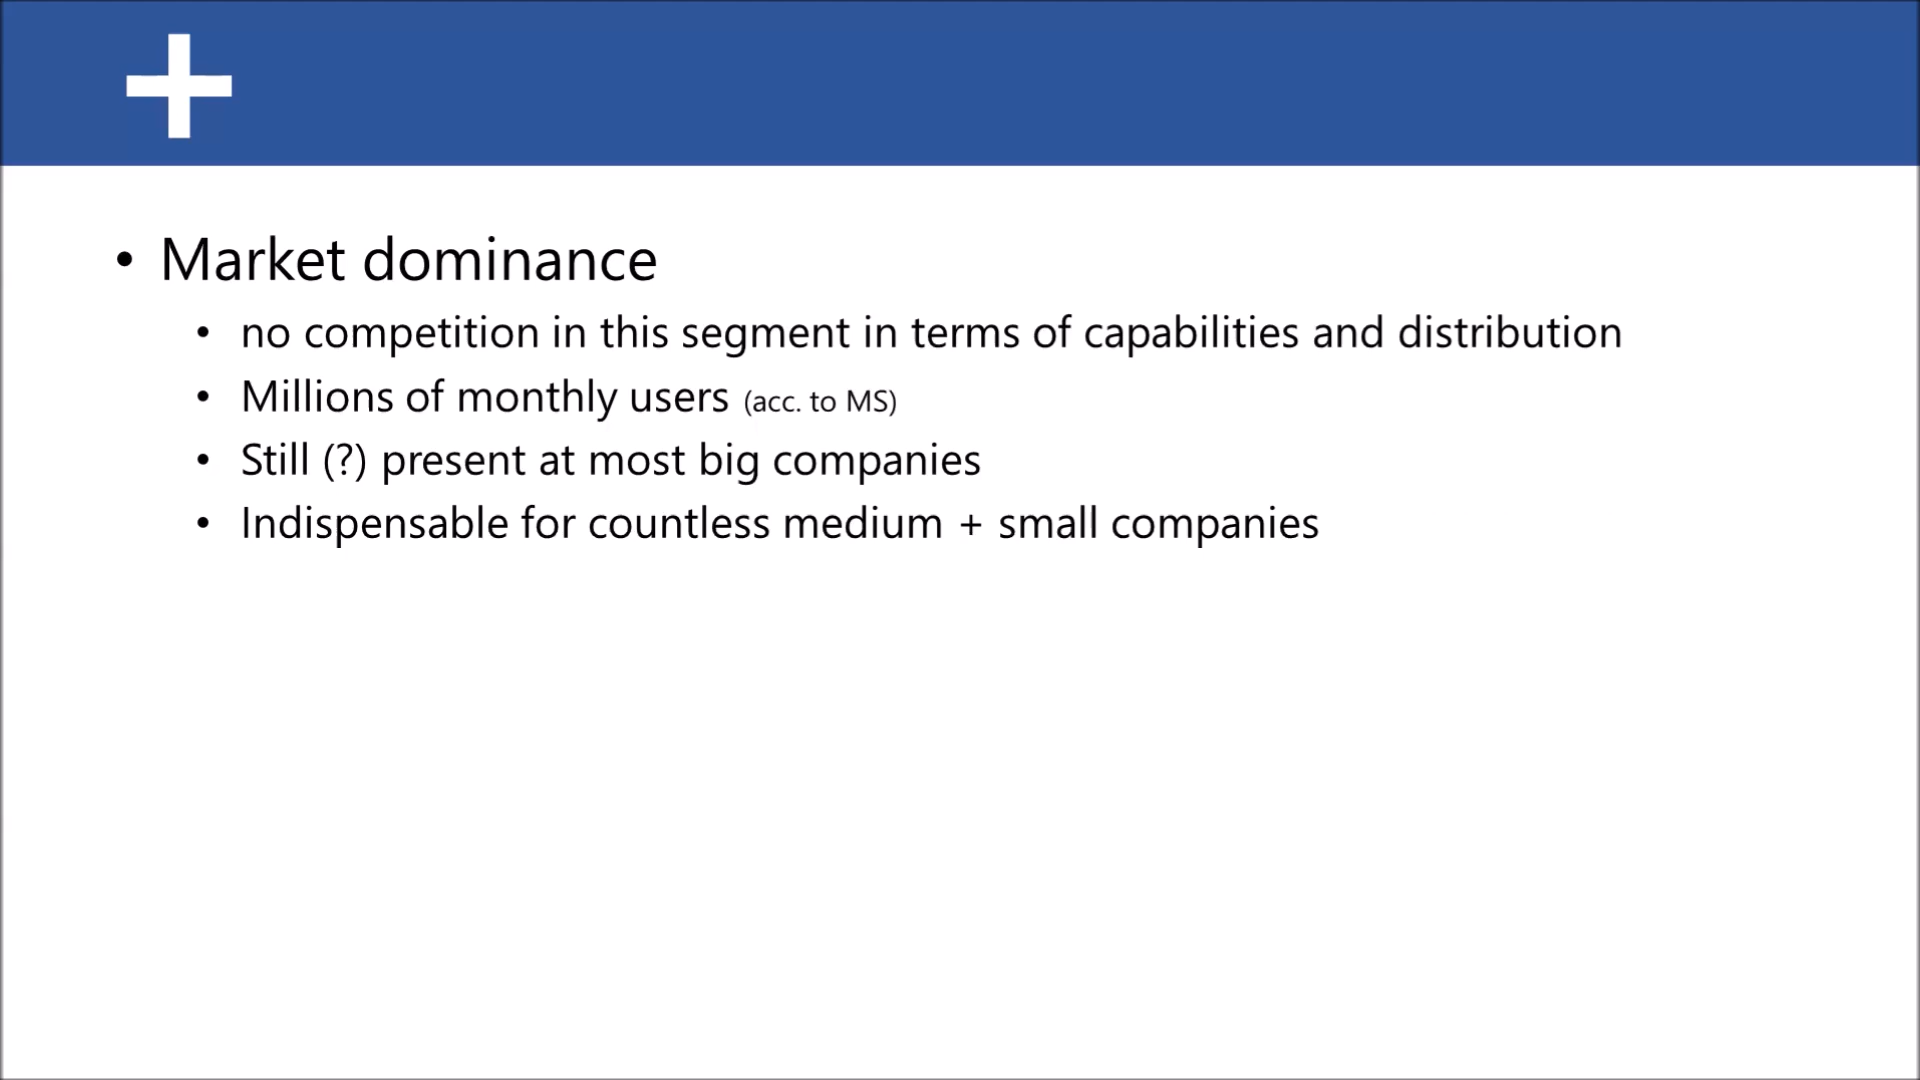 +
• Market dominance
• no competition in this segment in terms of capabilities and distribution
• Millions of monthly users (acc. to MS)
• Still (?) present at most big companies
• Indispensable for countless medium + small companies